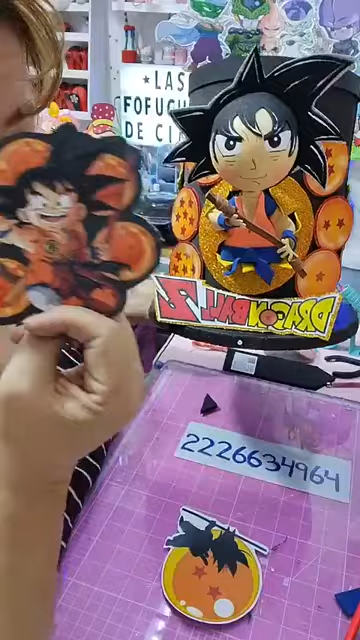 ★LAS
FOFUCH
DE CI
DRAGON BALL Z
2226634964